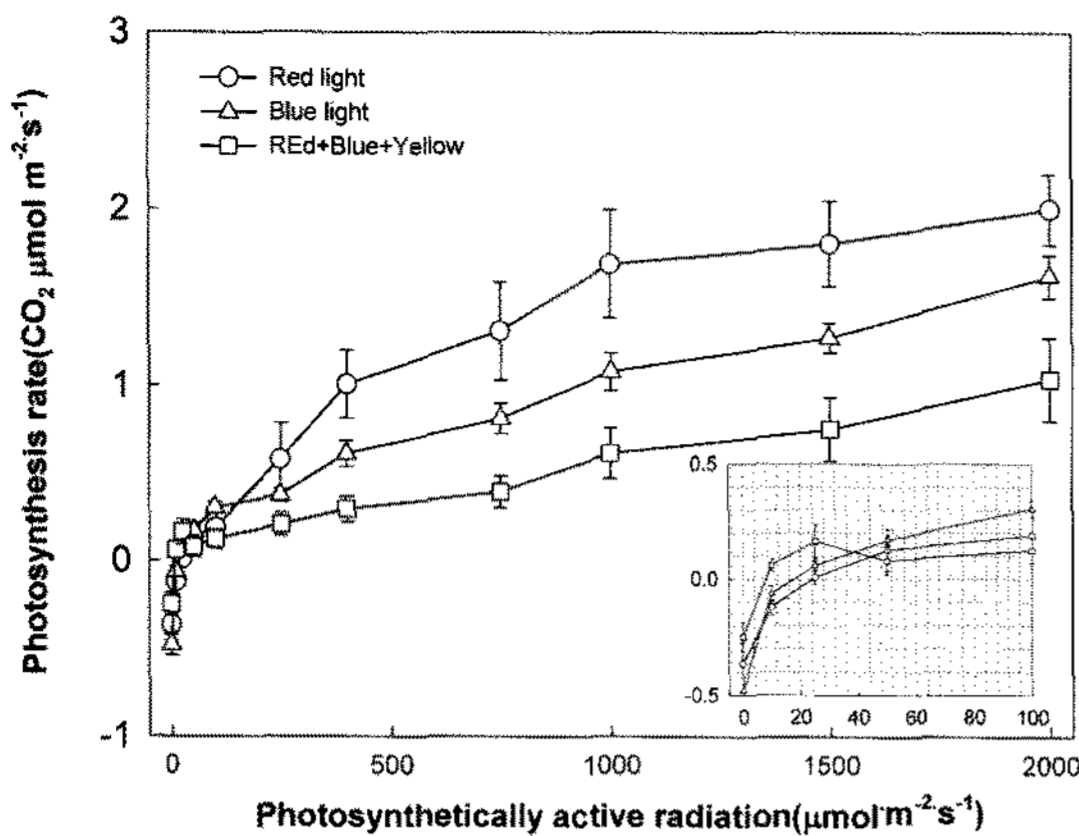 Photosynthesis rate(CO₂ μmol m⁻²·s⁻¹)
3
2
1
0
-1
Red light
Blue light
REd+Blue+Yellow
0.5
0.0
-0.5
0 20 40 60 80 100
0 500 1000 1500 2000
Photosynthetically active radiation(μmol·m⁻²·s⁻¹)